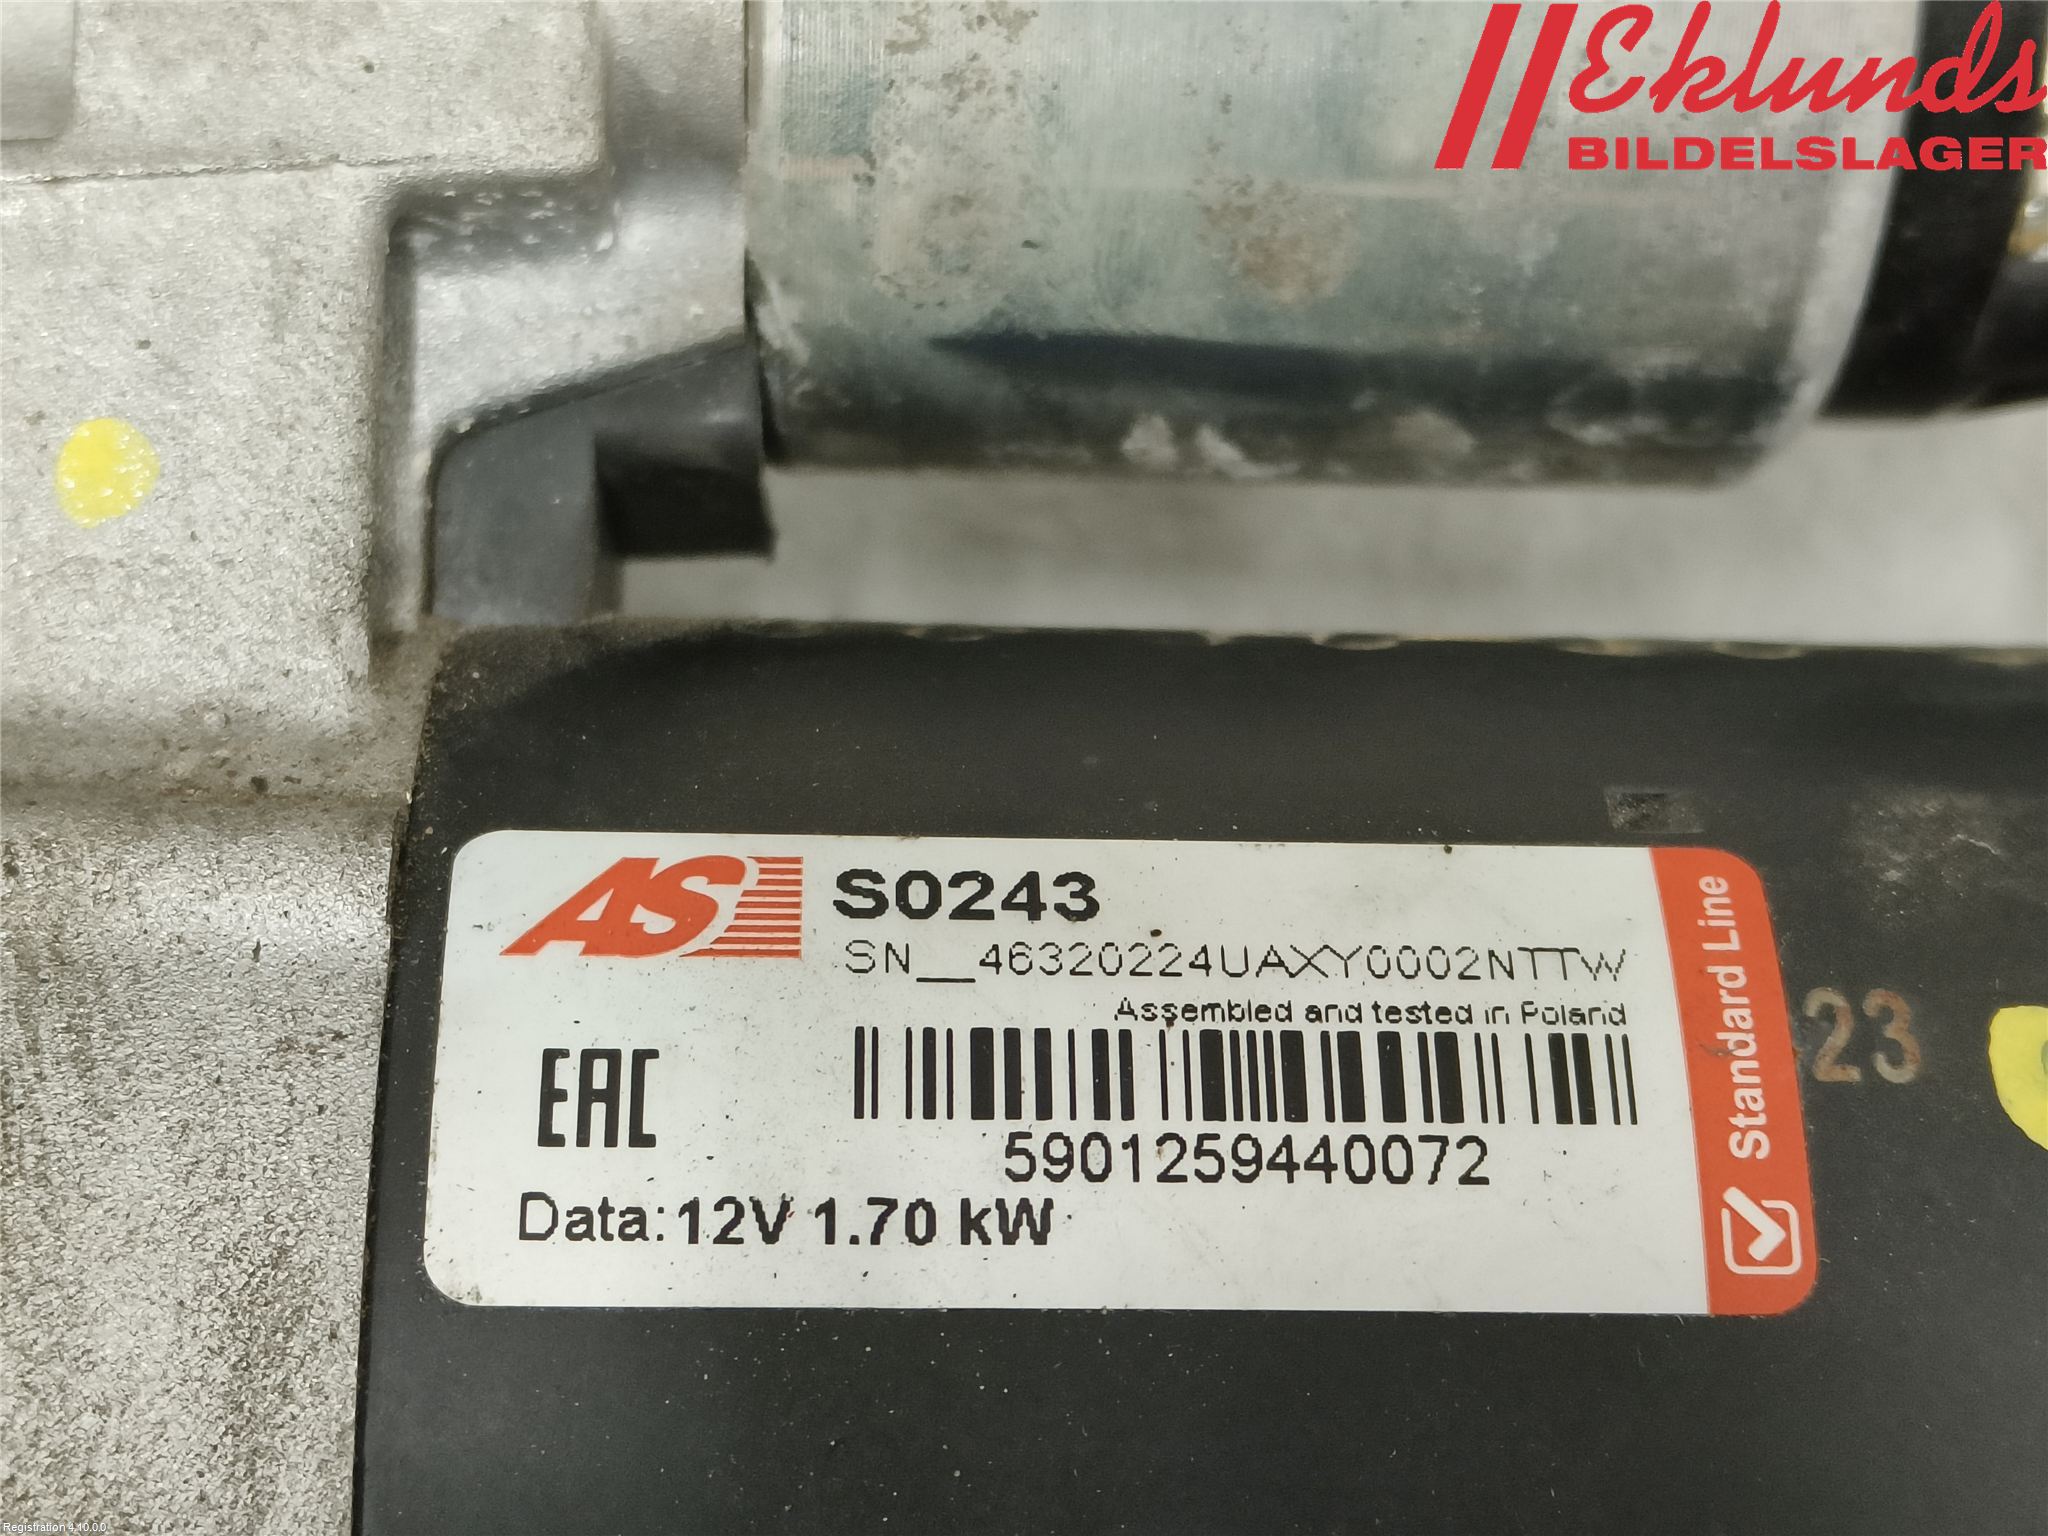 Eklunds
BILDELSLAGER
AS
S0243
SN__46320224UAXY0002NTTW
Assembled and tested in Poland
EAC
5901259440072
Data: 12V 1.70 kW
Standard Line
23
Registration 4.10.0.0